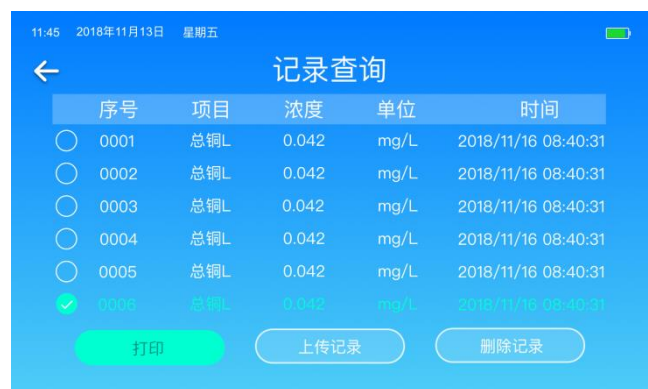 11:45 2018年11月13日 星期五
记录查询
序号 项目 浓度 单位 时间
0001 总铜L 0.042 mg/L 2018/11/16 08:40:31
0002 总铜L 0.042 mg/L 2018/11/16 08:40:31
0003 总铜L 0.042 mg/L 2018/11/16 08:40:31
0004 总铜L 0.042 mg/L 2018/11/16 08:40:31
0005 总铜L 0.042 mg/L 2018/11/16 08:40:31
0006 总铜L 0.042 mg/L 2018/11/16 08:40:31
打印 上传记录 删除记录